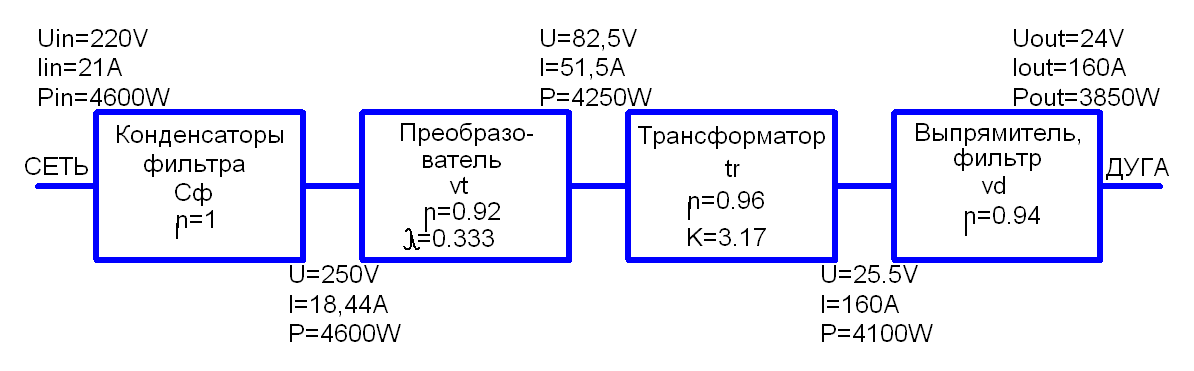 Uin=220V
Iin=21A
Pin=4600W
U=82,5V
I=51,5A
P=4250W
Uout=24V
Iout=160A
Pout=3850W
СЕТЬ
Конденсаторы
фильтра
Сф
η=1
Преобразо-
ватель
vt
η=0.92
λ=0.333
Трансформатор
tr
η=0.96
K=3.17
Выпрямитель,
фильтр
vd
η=0.94
ДУГА
U=250V
I=18,44A
P=4600W
U=25.5V
I=160A
P=4100W